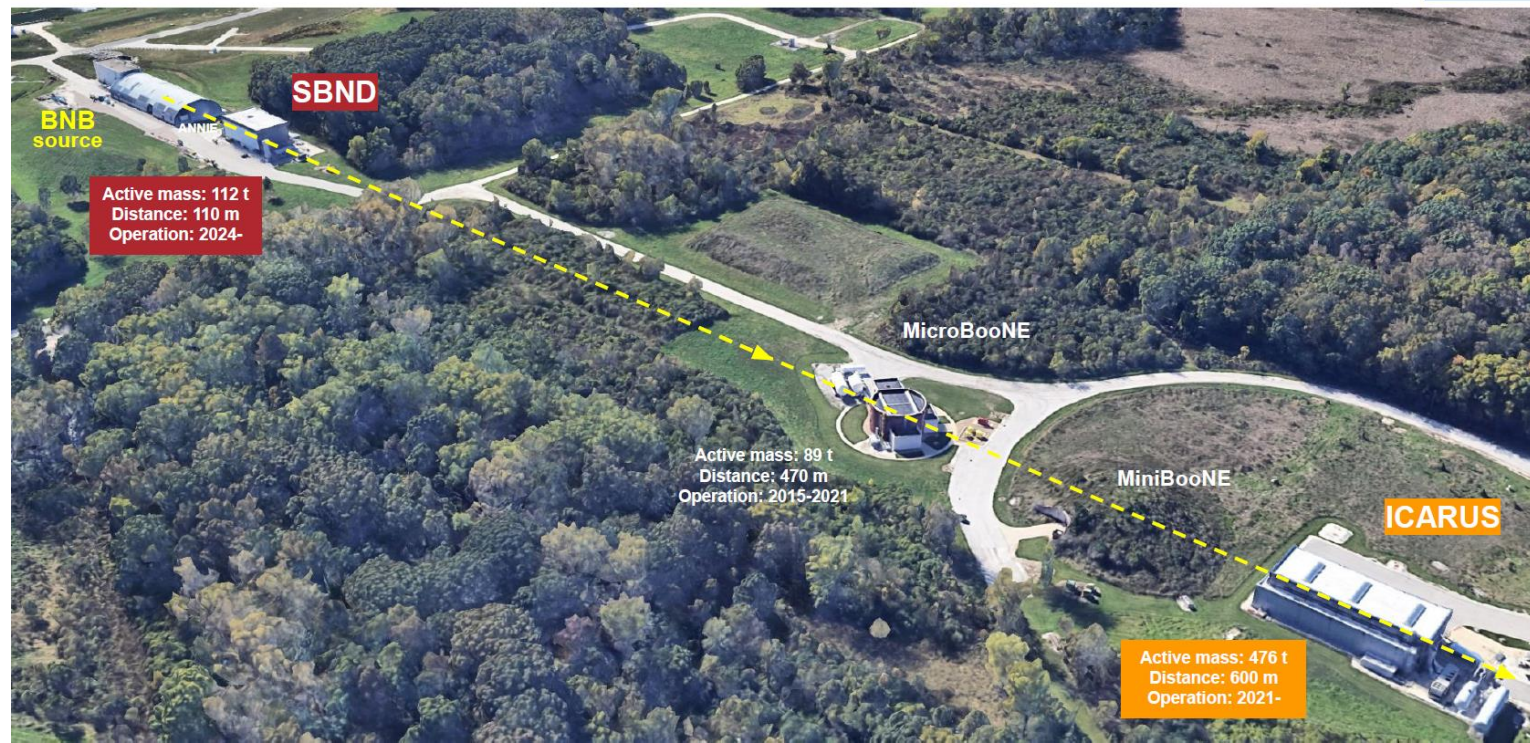 SBND
BNB
source
ANNIE
Active mass: 112 t
Distance: 110 m
Operation: 2024-
MicroBooNE
Active mass: 89 t
Distance: 470 m
Operation: 2015-2021
MiniBooNE
ICARUS
Active mass: 476 t
Distance: 600 m
Operation: 2021-